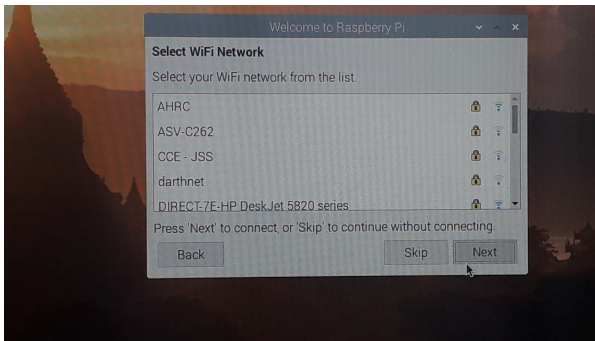 Welcome to Raspberry Pi
Select WiFi Network
Select your WiFi network from the list.
AHRC
ASV-C262
CCE - JSS
darthnet
DIRECT-7E-HP DeskJet 5820 series
Press 'Next' to connect, or 'Skip' to continue without connecting.
Back Skip Next